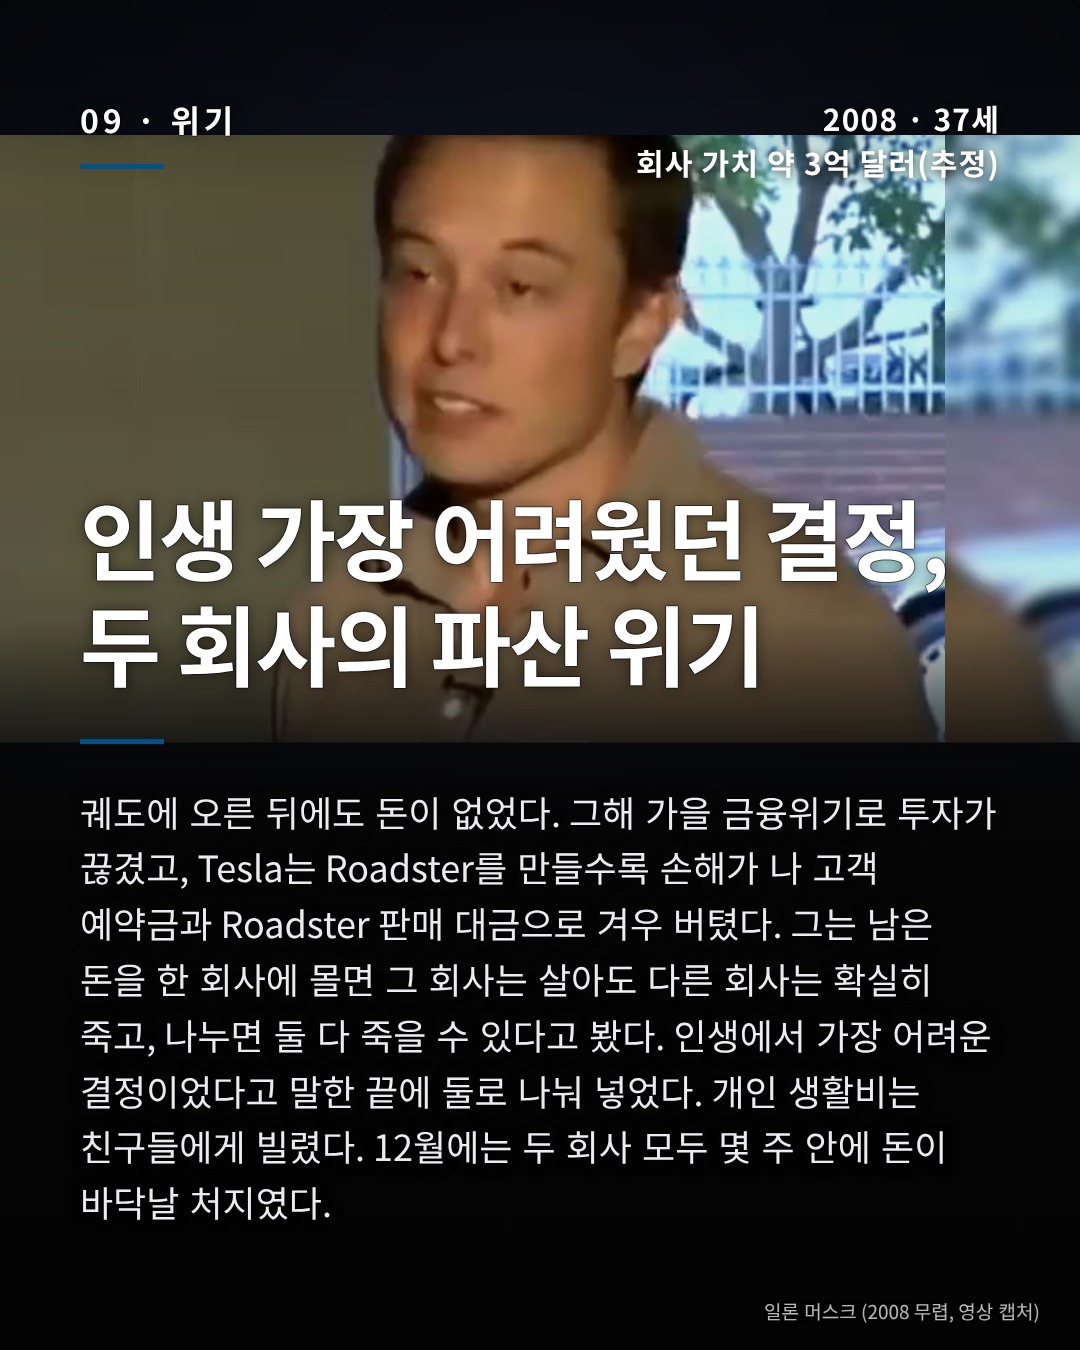 09 · 위기
2008 · 37세
회사 가치 약 3억 달러(추정)
인생 가장 어려웠던 결정,
두 회사의 파산 위기
궤도에 오른 뒤에도 돈이 없었다. 그해 가을 금융위기로 투자가
끊겼고, Tesla는 Roadster를 만들수록 손해가 나 고객
예약금과 Roadster 판매 대금으로 겨우 버텼다. 그는 남은
돈을 한 회사에 몰면 그 회사는 살아도 다른 회사는 확실히
죽고, 나누면 둘 다 죽을 수 있다고 봤다. 인생에서 가장 어려운
결정이었다고 말한 끝에 둘로 나눠 넣었다. 개인 생활비는
친구들에게 빌렸다. 12월에는 두 회사 모두 몇 주 안에 돈이
바닥날 처지였다.
일론 머스크 (2008 무렵, 영상 캡처)